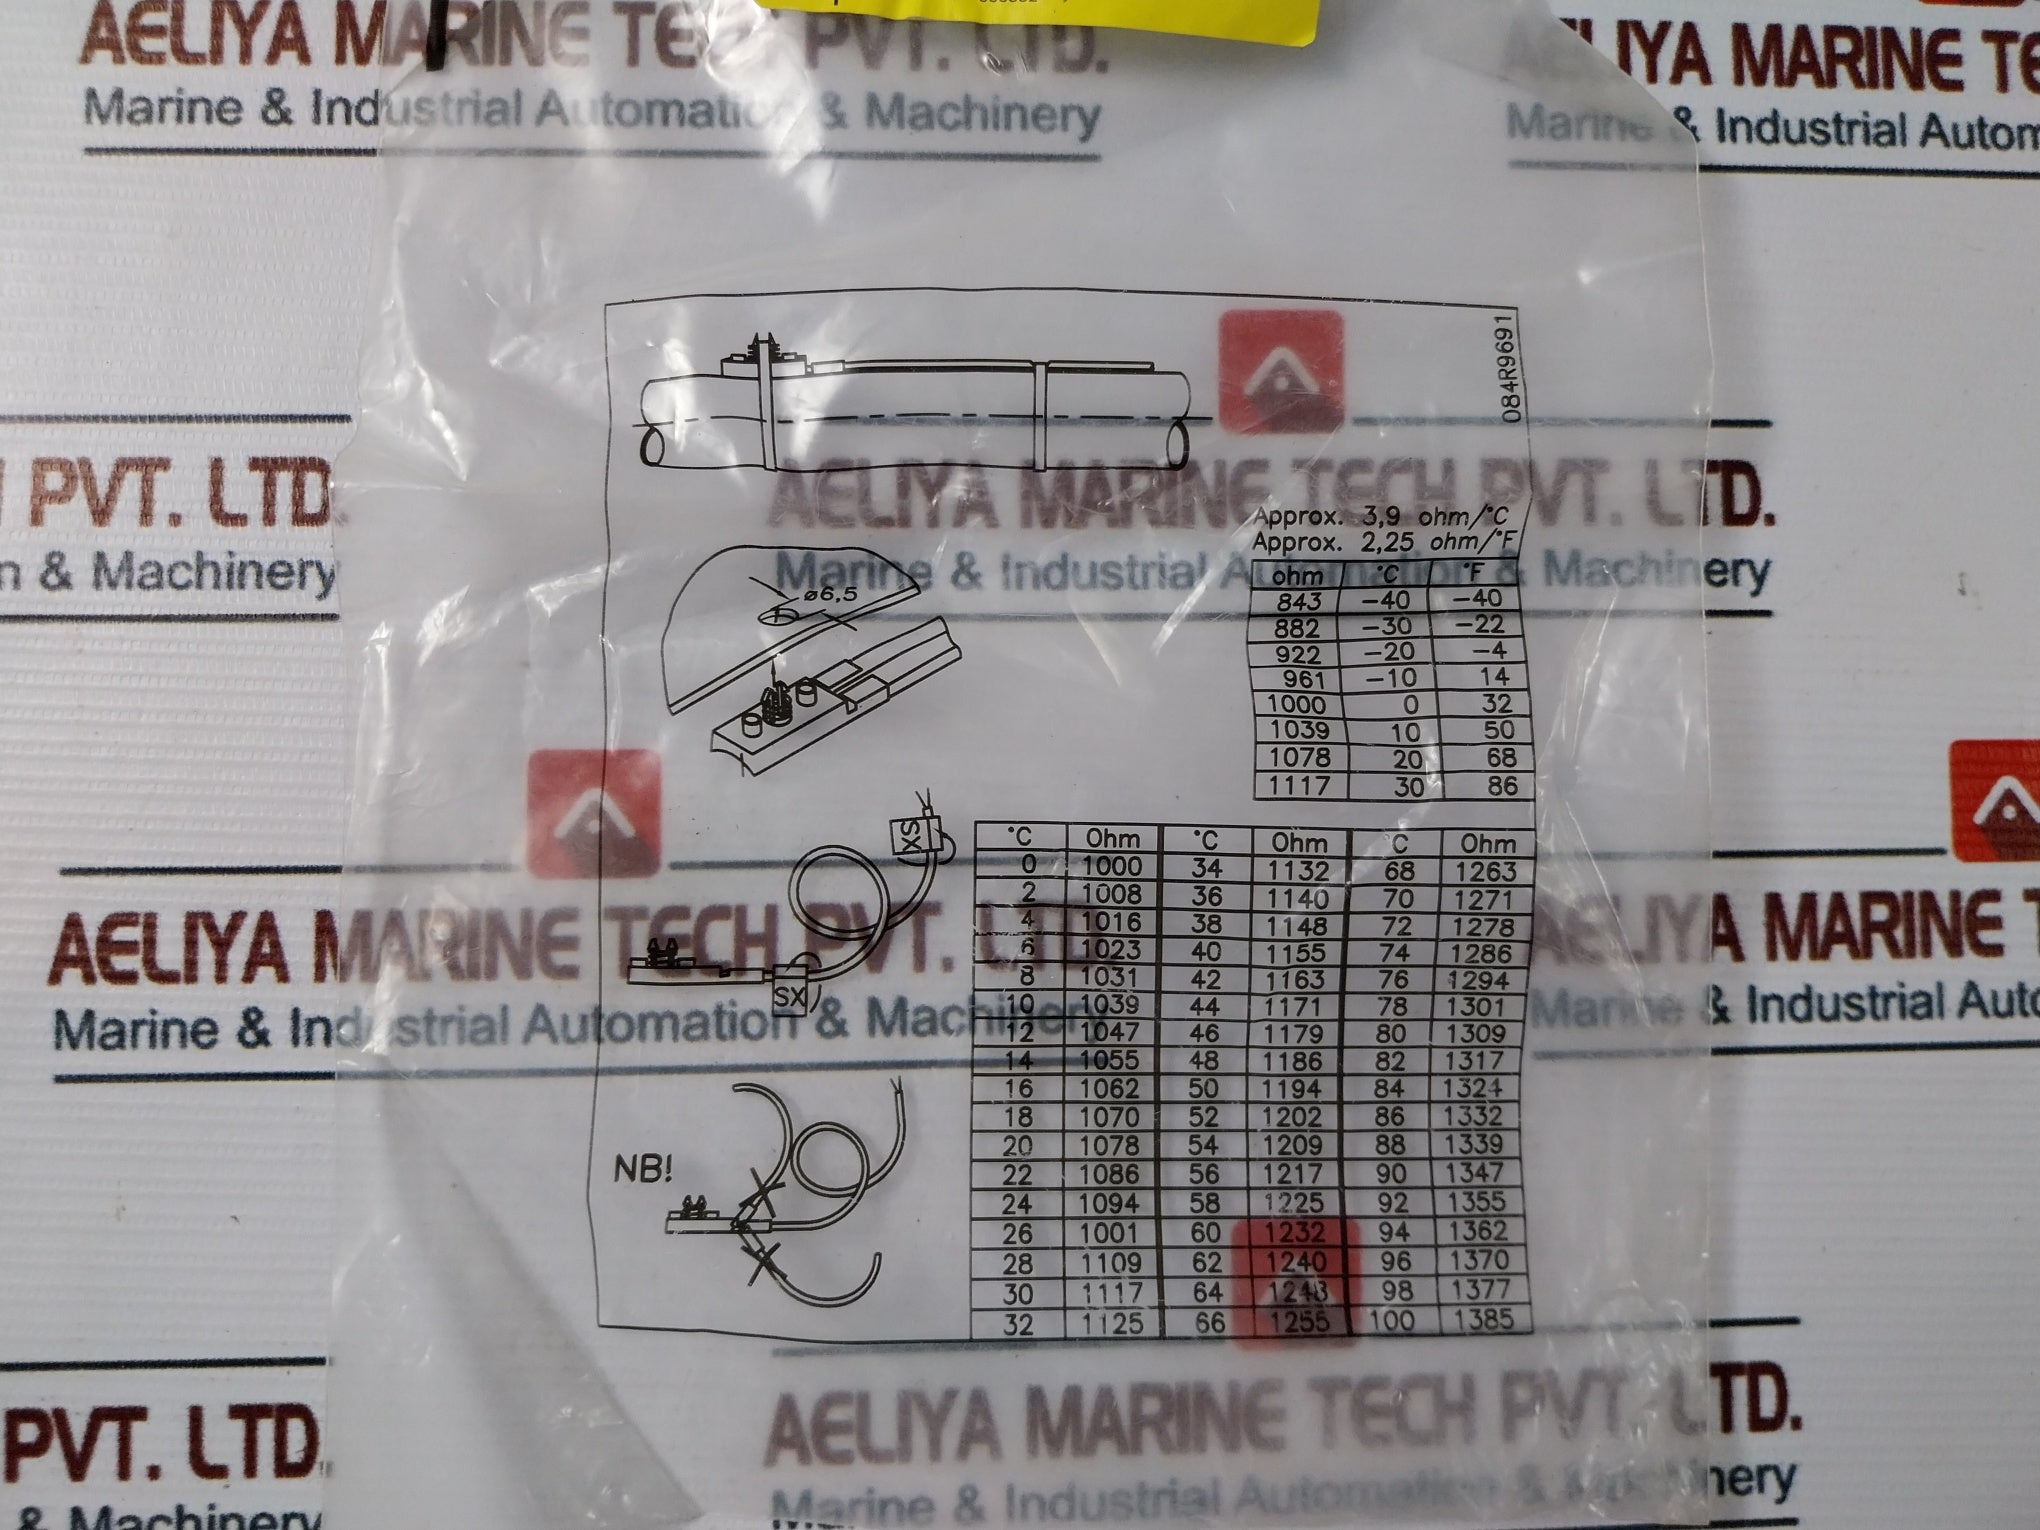 AELIYA MARINE TECH PVT. LTD.
Marine & Industrial Automation & Machinery
AELIYA MARINE TE
Marine & Industrial Autom
084R9691
H PVT. LTD.
n & Machinery
AELIYA MARINE TECH PVT. LTD.
Marine & Industrial Automation & Machinery
Approx. 3,9 ohm/°C
Approx. 2,25 ohm/°F
ohm °C °F
843 -40 -40
882 -30 -22
922 -20 -4
961 -10 14
1000 0 32
1039 10 50
1078 20 68
1117 30 86
ø6,5
SX
SX
NB!
°C Ohm °C Ohm °C Ohm
0 1000 34 1132 68 1263
2 1008 36 1140 70 1271
4 1016 38 1148 72 1278
6 1023 40 1155 74 1286
8 1031 42 1163 76 1294
10 1039 44 1171 78 1301
12 1047 46 1179 80 1309
14 1055 48 1186 82 1317
16 1062 50 1194 84 1324
18 1070 52 1202 86 1332
20 1078 54 1209 88 1339
22 1086 56 1217 90 1347
24 1094 58 1225 92 1355
26 1001 60 1232 94 1362
28 1109 62 1240 96 1370
30 1117 64 1248 98 1377
32 1125 66 1255 100 1385
AELIYA MARINE TECH PVT. LTD.
Marine & Industrial Automation & Machinery
AELIYA MARINE T
Marine & Industrial Auto
PVT. LTD.
& Machinery
AELIYA MARINE TECH PVT. LTD.
Marine & Industrial Automation & Machinery